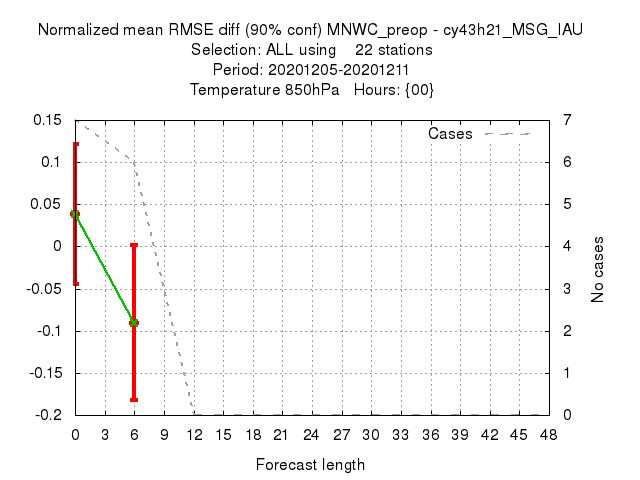 Normalized mean RMSE diff (90% conf) MNWC_preop - cy43h21_MSG_IAU
Selection: ALL using    22 stations
Period: 20201205-20201211
Temperature 850hPa   Hours: {00}
Cases
0.15
0.1
0.05
0
-0.05
-0.1
-0.15
-0.2
7
6
5
4
3
2
1
0
No cases
0 3 6 9 12 15 18 21 24 27 30 33 36 39 42 45 48
Forecast length